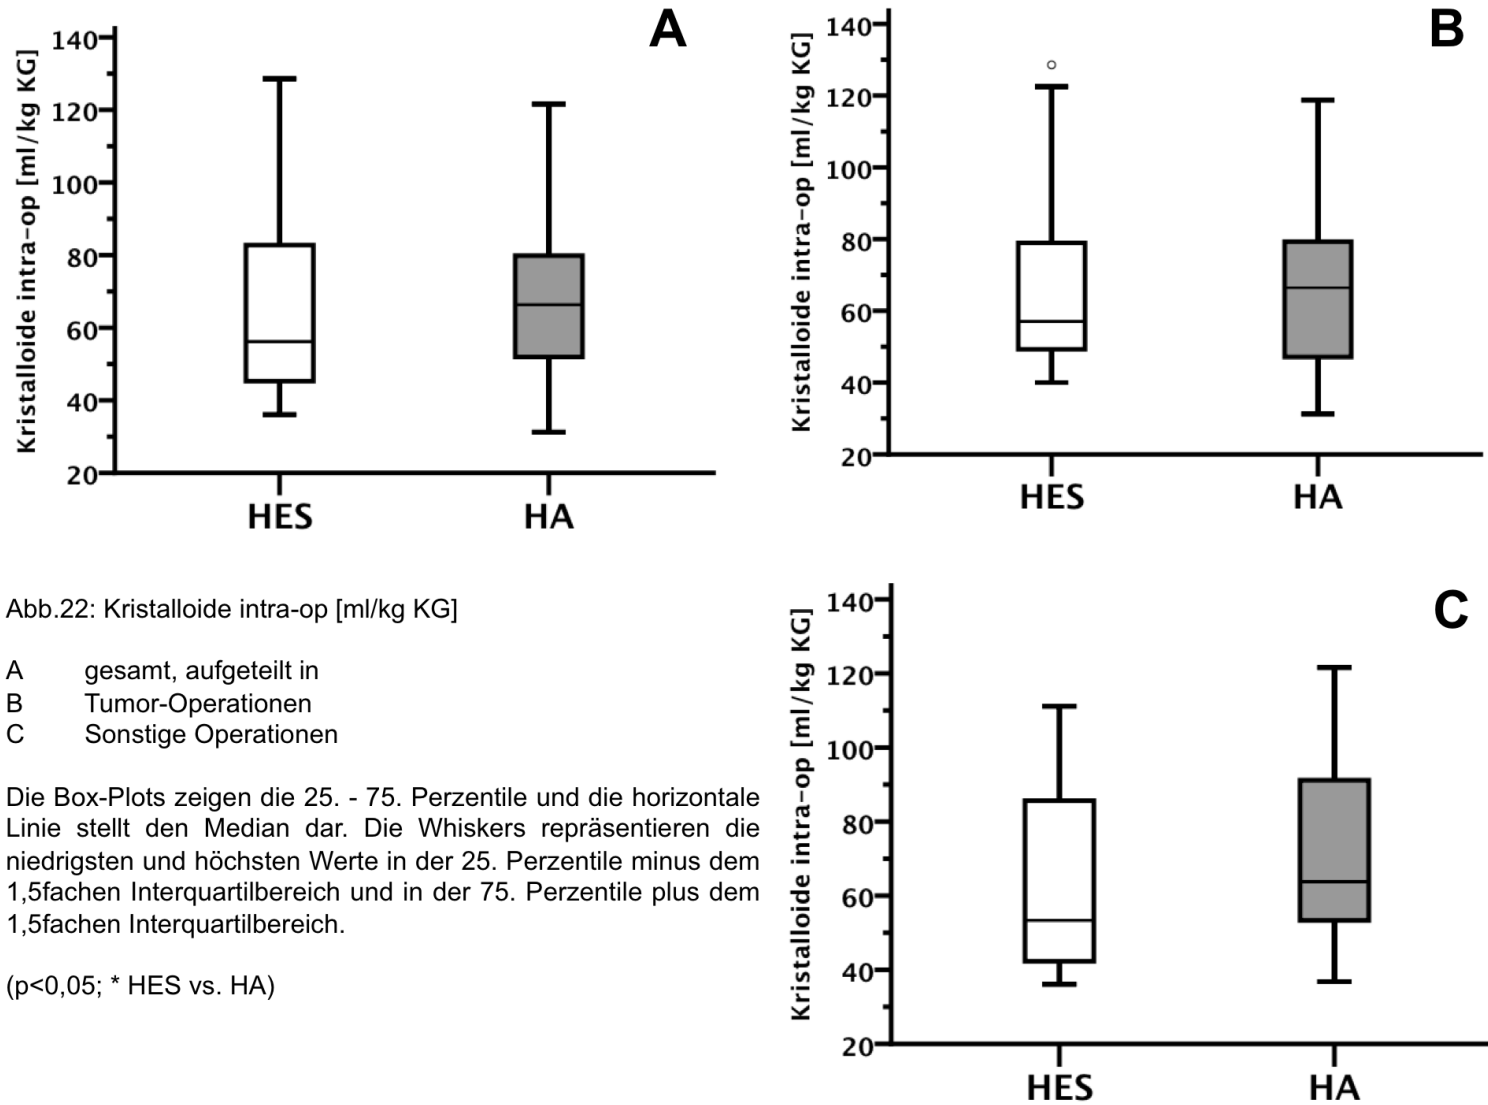 A
Kristalloide intra-op [ml/kg KG]
140
120
100
80
60
40
20
HES HA
B
Kristalloide intra-op [ml/kg KG]
140
120
100
80
60
40
20
HES HA
Abb.22: Kristalloide intra-op [ml/kg KG]
A gesamt, aufgeteilt in
B Tumor-Operationen
C Sonstige Operationen
Die Box-Plots zeigen die 25. - 75. Perzentile und die horizontale
Linie stellt den Median dar. Die Whiskers repräsentieren die
niedrigsten und höchsten Werte in der 25. Perzentile minus dem
1,5fachen Interquartilbereich und in der 75. Perzentile plus dem
1,5fachen Interquartilbereich.
(p<0,05; * HES vs. HA)
C
Kristalloide intra-op [ml/kg KG]
140
120
100
80
60
40
20
HES HA